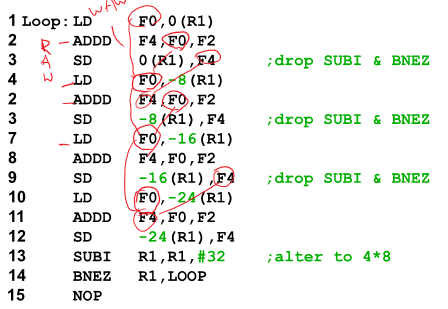 WAW
1 Loop: LD F0,0(R1)
2 ADDD F4,F0,F2
3 SD 0(R1),F4 ;drop SUBI & BNEZ
4 LD F0,-8(R1)
2 ADDD F4,F0,F2
3 SD -8(R1),F4 ;drop SUBI & BNEZ
7 LD F0,-16(R1)
8 ADDD F4,F0,F2
9 SD -16(R1),F4 ;drop SUBI & BNEZ
10 LD F0,-24(R1)
11 ADDD F4,F0,F2
12 SD -24(R1),F4
13 SUBI R1,R1,#32 ;alter to 4*8
14 BNEZ R1,LOOP
15 NOP
RAW